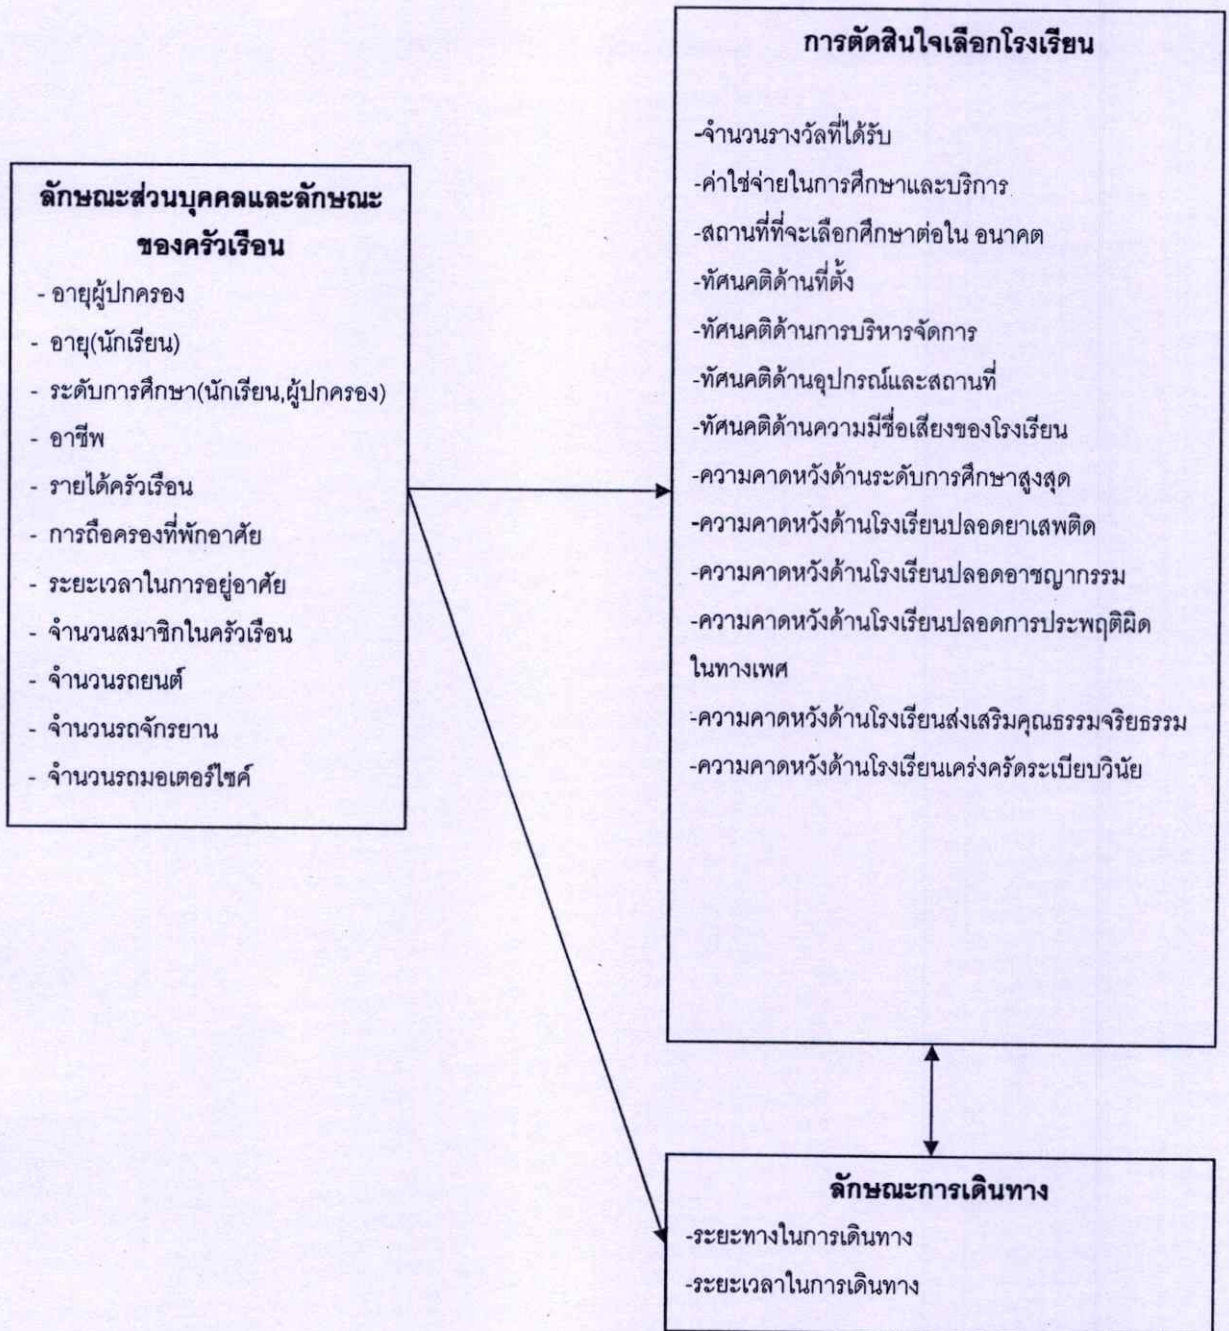 ลักษณะส่วนบุคคลและลักษณะ
ของครัวเรือน
- อายุผู้ปกครอง
- อายุ(นักเรียน)
- ระดับการศึกษา(นักเรียน,ผู้ปกครอง)
- อาชีพ
- รายได้ครัวเรือน
- การถือครองที่พักอาศัย
- ระยะเวลาในการอยู่อาศัย
- จำนวนสมาชิกในครัวเรือน
- จำนวนรถยนต์
- จำนวนรถจักรยาน
- จำนวนรถมอเตอร์ไซค์
การตัดสินใจเลือกโรงเรียน
-จำนวนรางวัลที่ได้รับ
-ค่าใช่จ่ายในการศึกษาและบริการ
-สถานที่ที่จะเลือกศึกษาต่อใน อนาคต
-ทัศนคติด้านที่ตั้ง
-ทัศนคติด้านการบริหารจัดการ
-ทัศนคติด้านอุปกรณ์และสถานที่
-ทัศนคติด้านความมีชื่อเสียงของโรงเรียน
-ความคาดหวังด้านระดับการศึกษาสูงสุด
-ความคาดหวังด้านโรงเรียนปลอดยาเสพติด
-ความคาดหวังด้านโรงเรียนปลอดอาชญากรรม
-ความคาดหวังด้านโรงเรียนปลอดการประพฤติผิด
ในทางเพศ
-ความคาดหวังด้านโรงเรียนส่งเสริมคุณธรรมจริยธรรม
-ความคาดหวังด้านโรงเรียนเคร่งครัดระเบียบวินัย
ลักษณะการเดินทาง
-ระยะทางในการเดินทาง
-ระยะเวลาในการเดินทาง